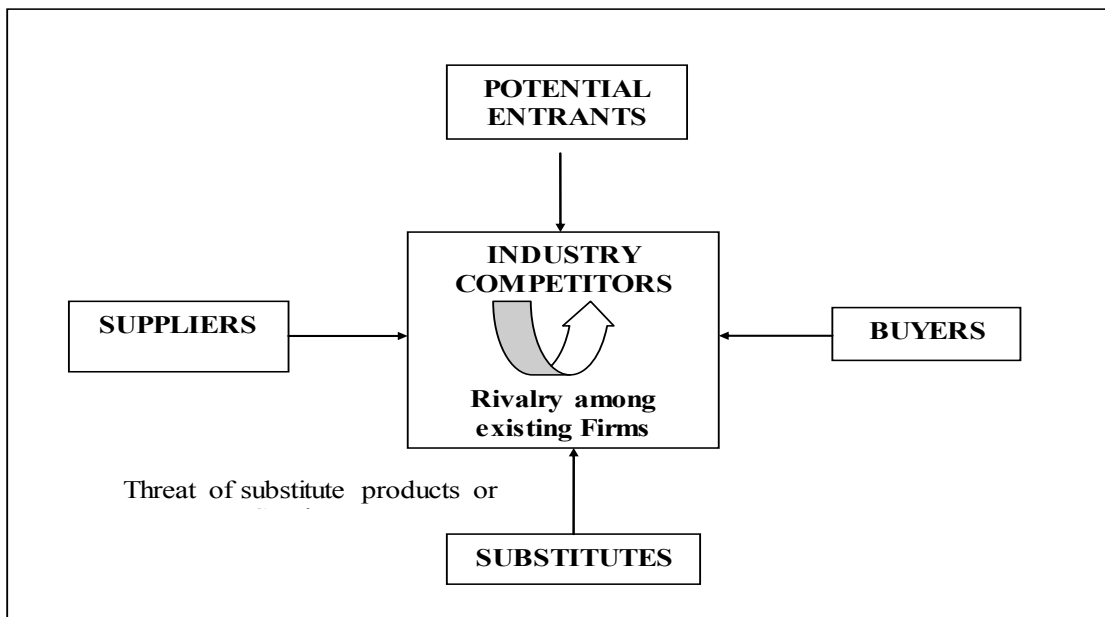 POTENTIAL
ENTRANTS
INDUSTRY
COMPETITORS
SUPPLIERS
BUYERS
Rivalry among
existing Firms
Threat of substitute products or
SUBSTITUTES